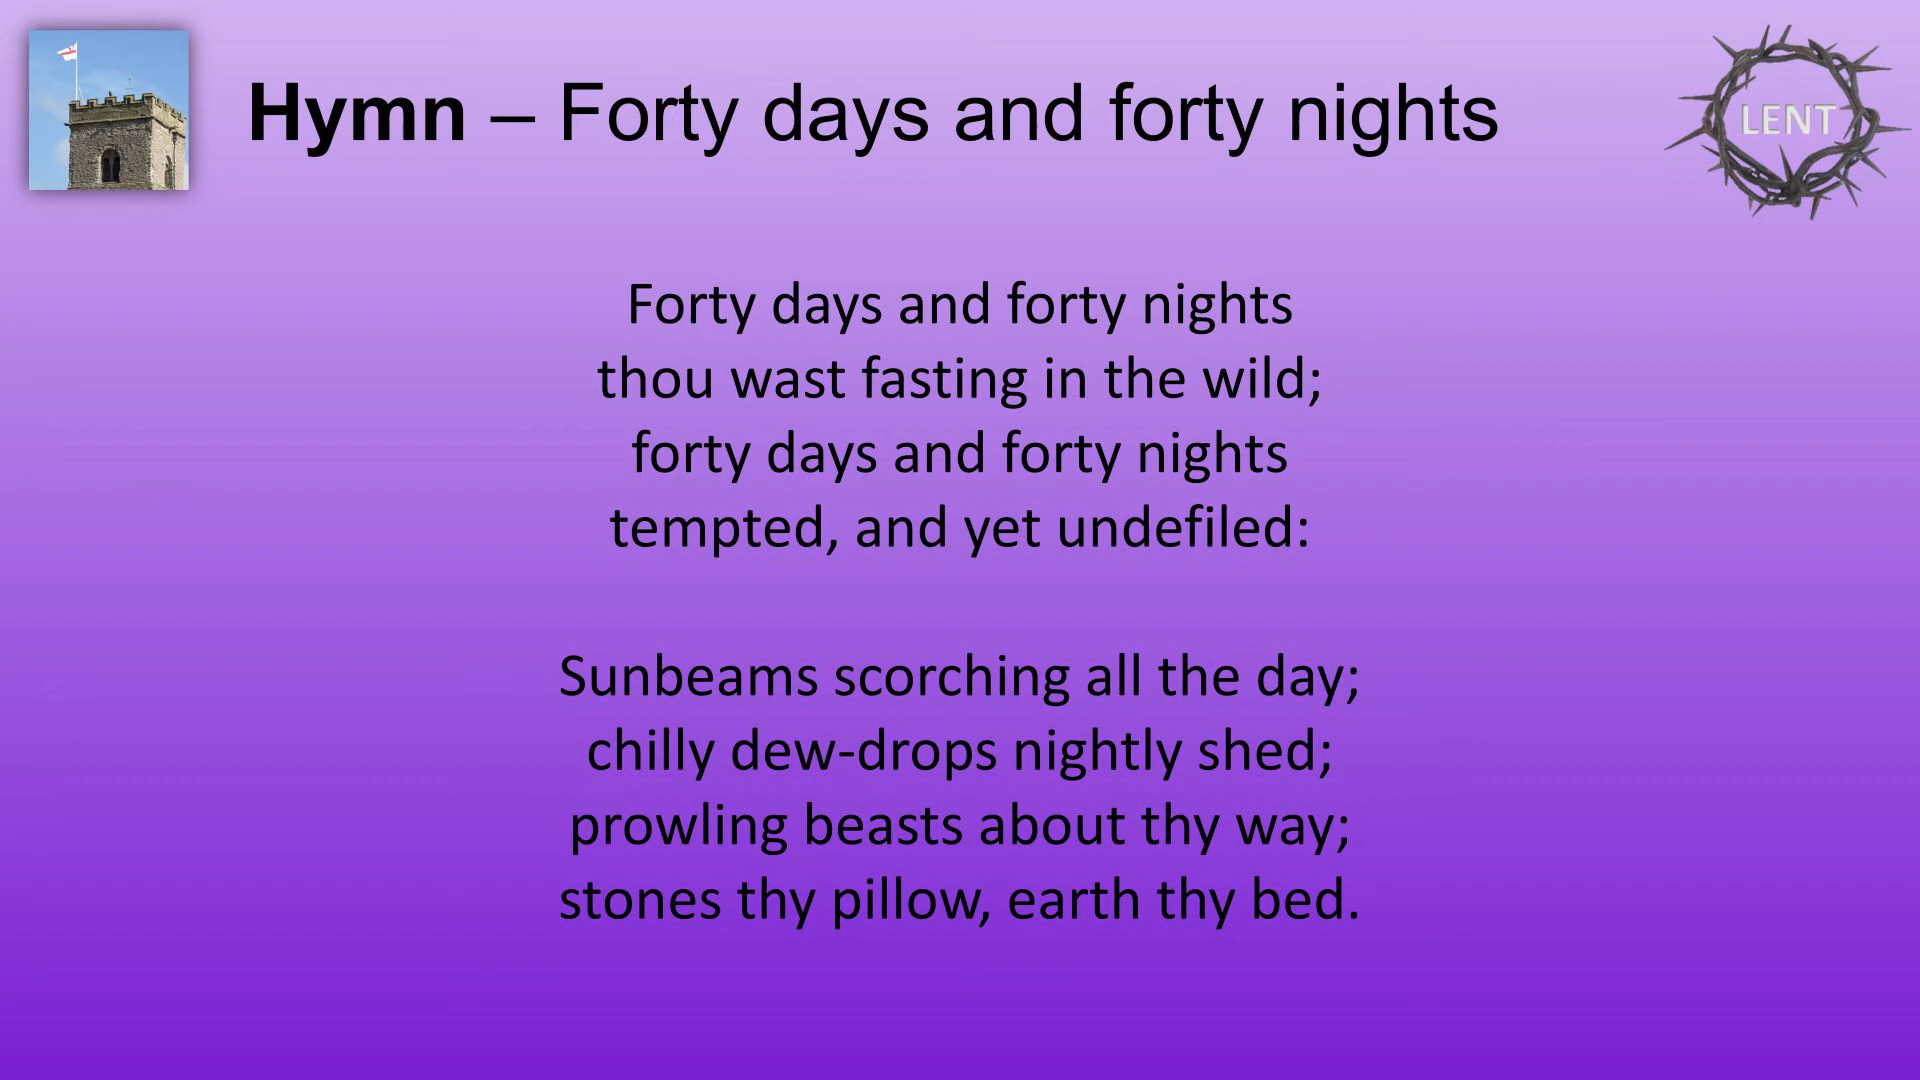 Hymn – Forty days and forty nights
LENT
Forty days and forty nights
thou wast fasting in the wild;
forty days and forty nights
tempted, and yet undefiled:
Sunbeams scorching all the day;
chilly dew-drops nightly shed;
prowling beasts about thy way;
stones thy pillow, earth thy bed.